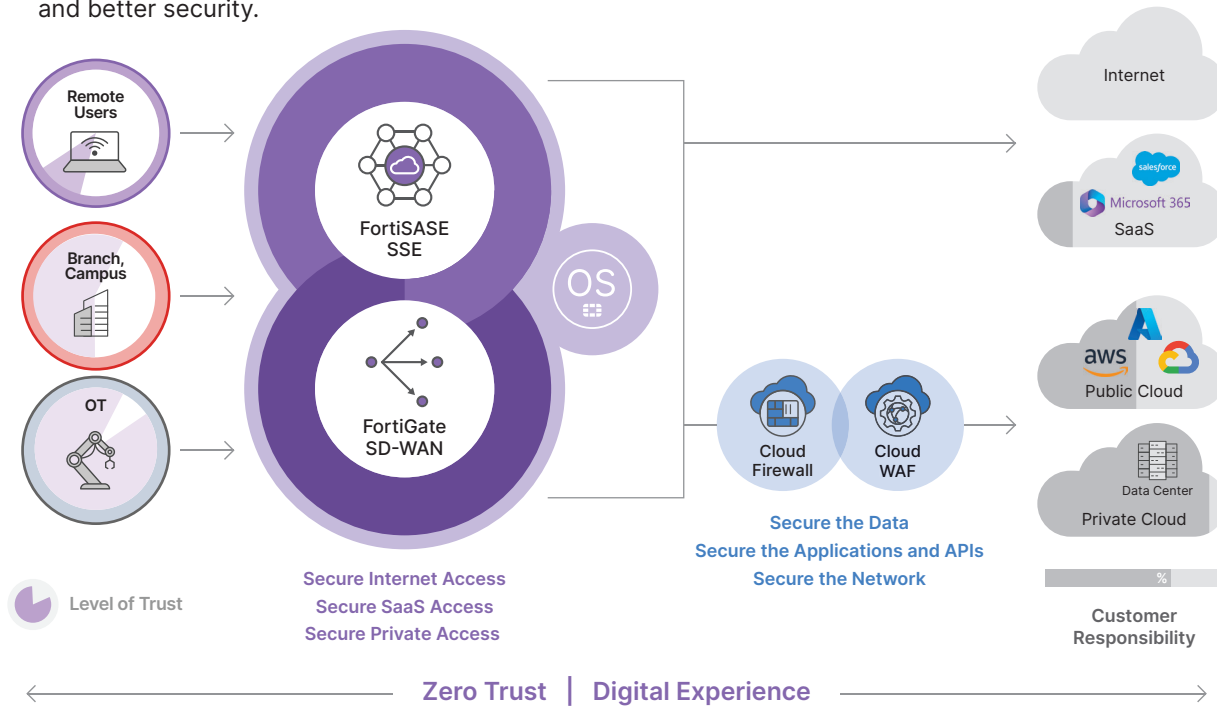 and better security.
Remote
Users
Branch,
Campus
OT
Level of Trust
FortiSASE
SSE
OS
FortiGate
SD-WAN
Secure Internet Access
Secure SaaS Access
Secure Private Access
Cloud
Firewall
Cloud
WAF
Secure the Data
Secure the Applications and APIs
Secure the Network
Internet
salesforce
Microsoft 365
SaaS
aws
Public Cloud
Data Center
Private Cloud
%
Customer
Responsibility
Zero Trust | Digital Experience